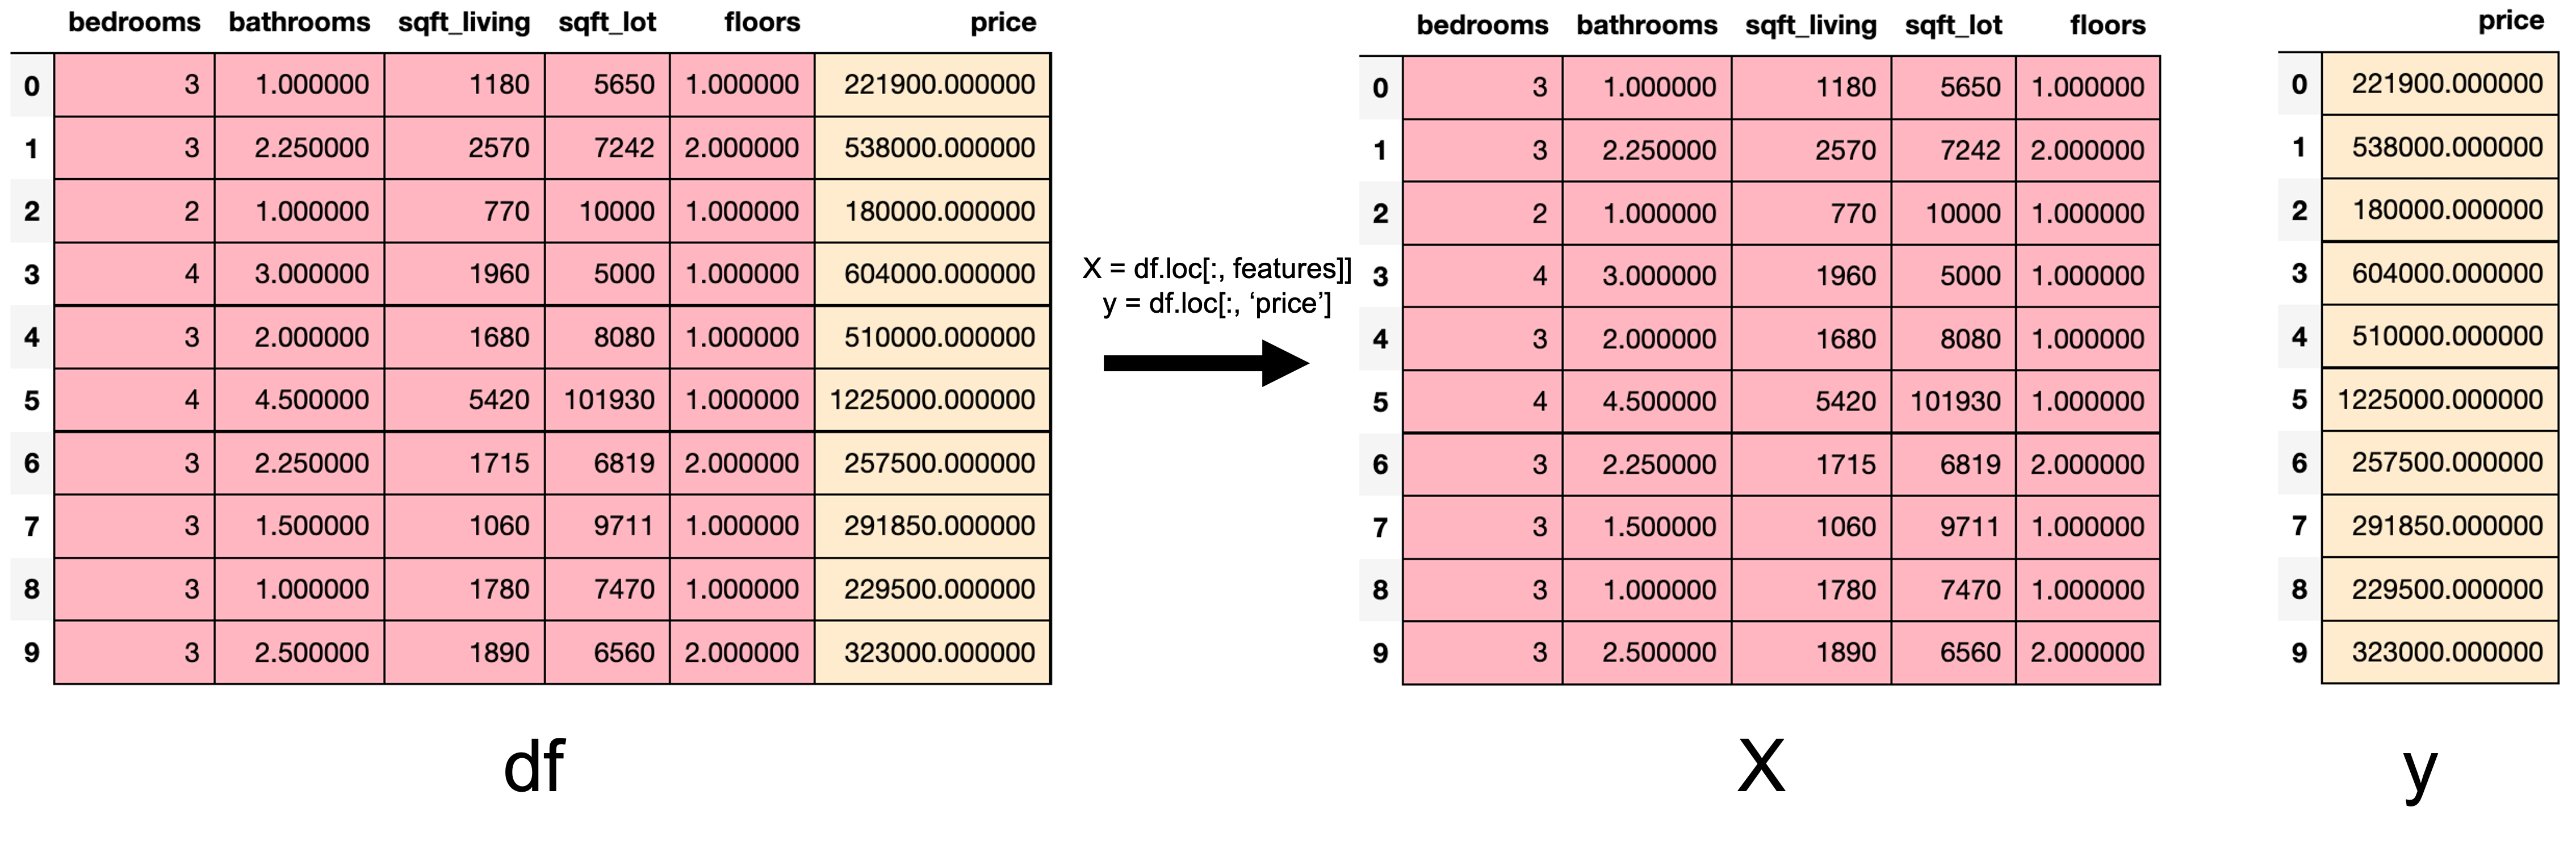 bedrooms bathrooms sqft_living sqft_lot floors price
0 3 1.000000 1180 5650 1.000000 221900.000000
1 3 2.250000 2570 7242 2.000000 538000.000000
2 2 1.000000 770 10000 1.000000 180000.000000
3 4 3.000000 1960 5000 1.000000 604000.000000
4 3 2.000000 1680 8080 1.000000 510000.000000
5 4 4.500000 5420 101930 1.000000 1225000.000000
6 3 2.250000 1715 6819 2.000000 257500.000000
7 3 1.500000 1060 9711 1.000000 291850.000000
8 3 1.000000 1780 7470 1.000000 229500.000000
9 3 2.500000 1890 6560 2.000000 323000.000000
df
X = df.loc[:, features]]
y = df.loc[:, ‘price’]
bedrooms bathrooms sqft_living sqft_lot floors
0 3 1.000000 1180 5650 1.000000
1 3 2.250000 2570 7242 2.000000
2 2 1.000000 770 10000 1.000000
3 4 3.000000 1960 5000 1.000000
4 3 2.000000 1680 8080 1.000000
5 4 4.500000 5420 101930 1.000000
6 3 2.250000 1715 6819 2.000000
7 3 1.500000 1060 9711 1.000000
8 3 1.000000 1780 7470 1.000000
9 3 2.500000 1890 6560 2.000000
X
price
0 221900.000000
1 538000.000000
2 180000.000000
3 604000.000000
4 510000.000000
5 1225000.000000
6 257500.000000
7 291850.000000
8 229500.000000
9 323000.000000
y